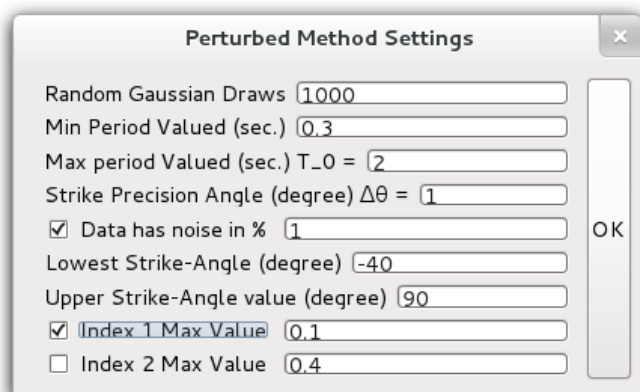 Perturbed Method Settings ×
Random Gaussian Draws 1000
Min Period Valued (sec.) 0.3
Max period Valued (sec.) T_0 = 2
Strike Precision Angle (degree) Δθ = 1
Data has noise in % 1
OK
Lowest Strike-Angle (degree) -40
Upper Strike-Angle value (degree) 90
Index 1 Max Value 0.1
Index 2 Max Value 0.4